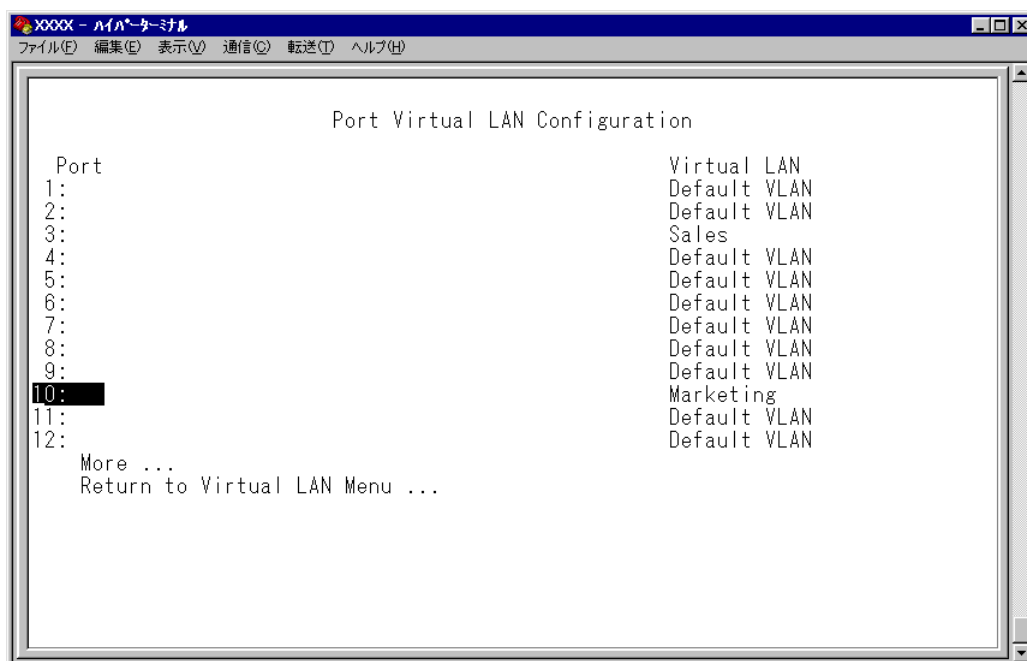 XXXX - ﾊｲﾊﾟｰﾀｰﾐﾅﾙ
ファイル(F) 編集(E) 表示(V) 通信(C) 転送(T) ヘルプ(H)
Port Virtual LAN Configuration
Port Virtual LAN
1: Default VLAN
2: Default VLAN
3: Sales
4: Default VLAN
5: Default VLAN
6: Default VLAN
7: Default VLAN
8: Default VLAN
9: Default VLAN
10: Marketing
11: Default VLAN
12: Default VLAN
More ...
Return to Virtual LAN Menu ...